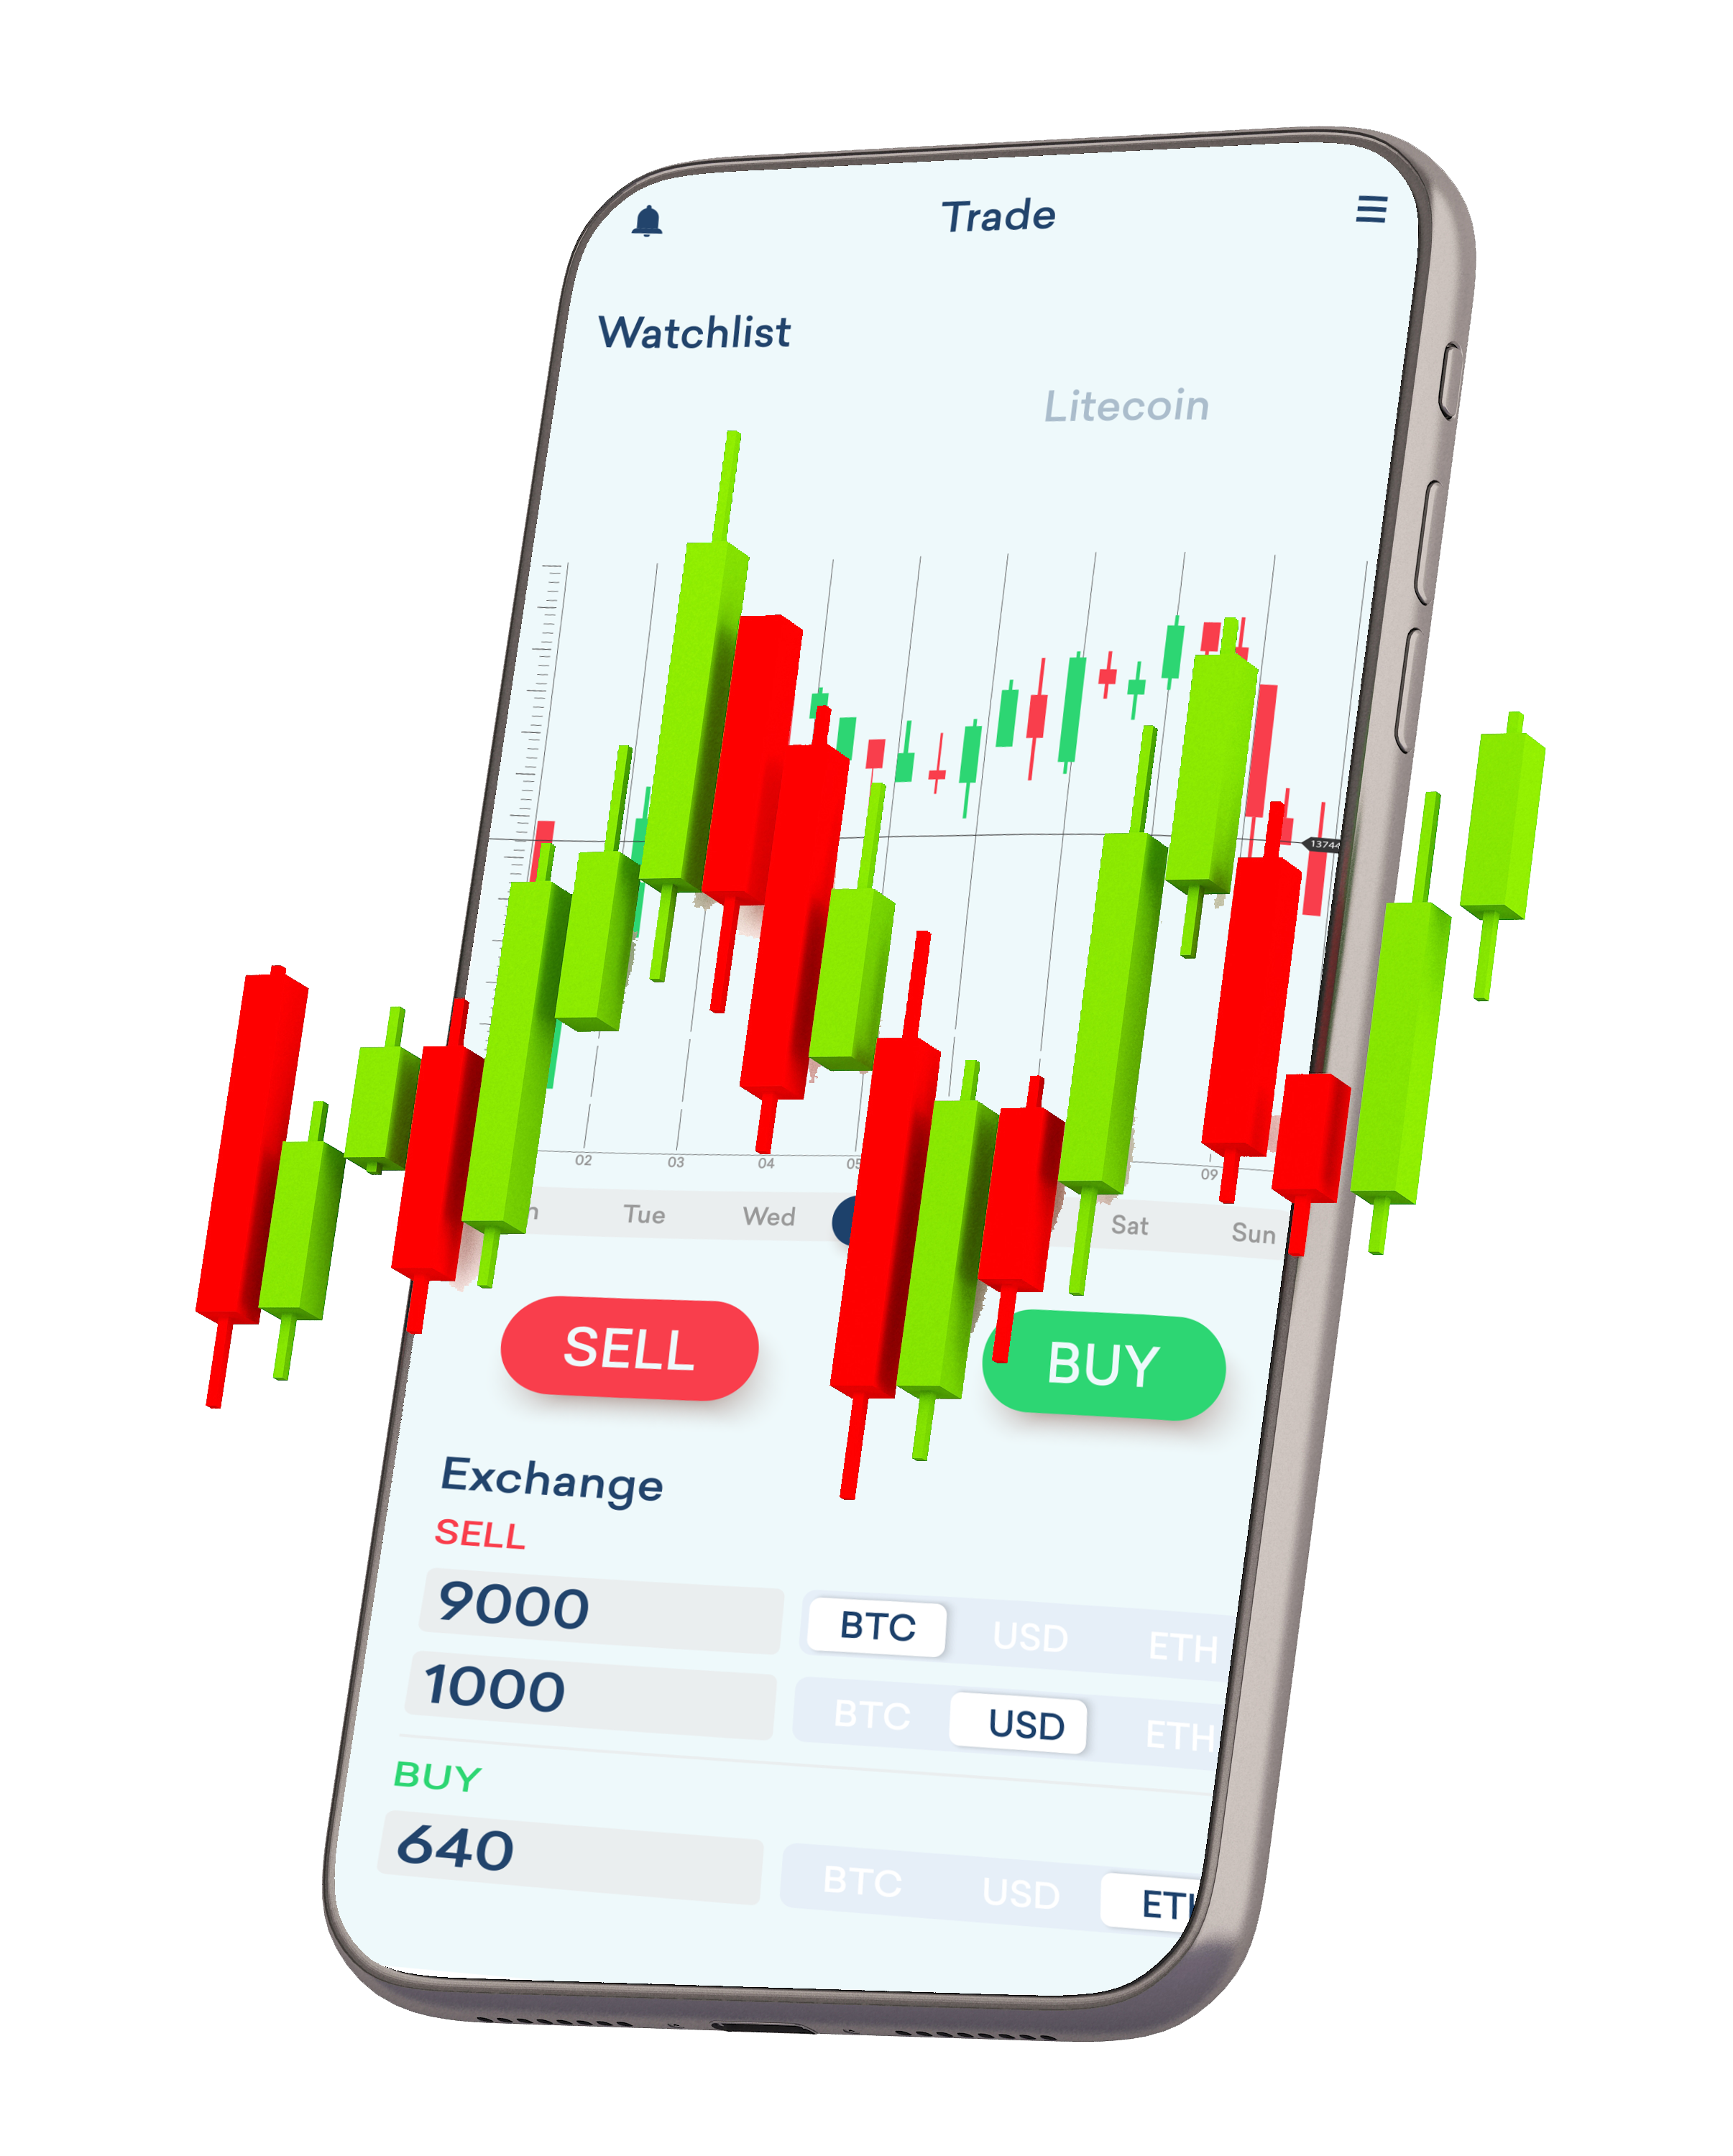 Trade
Watchlist
Litecoin
13744
02 03 04 05 09
Tue Wed Sat Sun
SELL BUY
Exchange
SELL
9000 BTC USD ETH
1000 BTC USD ETH
BUY
640 BTC USD ETH